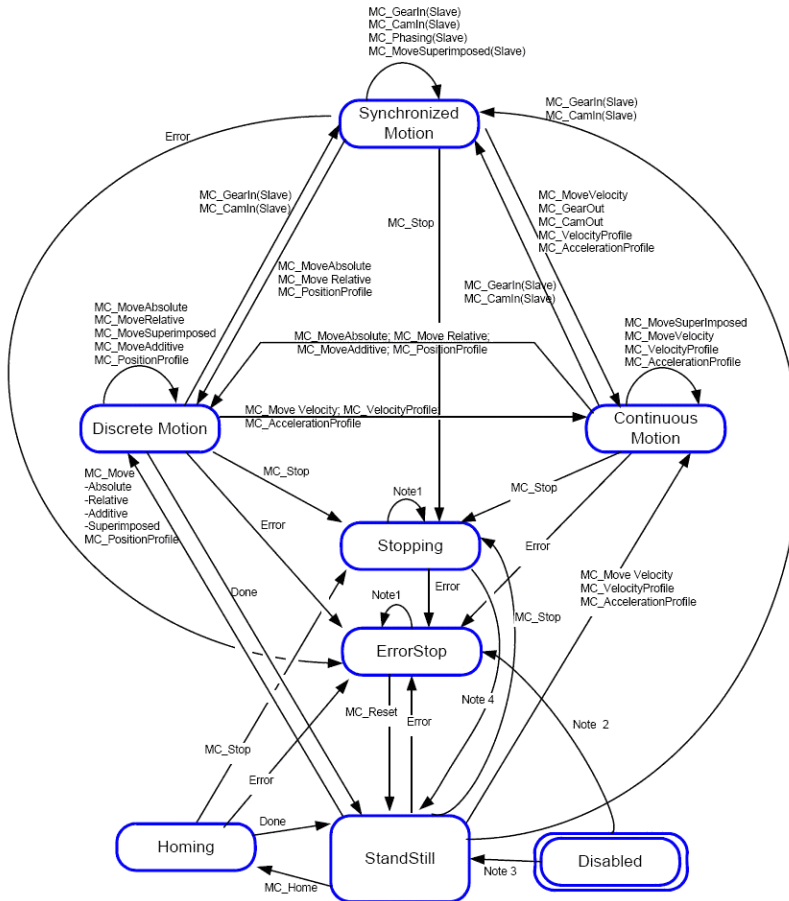 MC_GearIn(Slave)
MC_CamIn(Slave)
MC_Phasing(Slave)
MC_MoveSuperimposed(Slave)
Synchronized
Motion
Error
MC_GearIn(Slave)
MC_CamIn(Slave)
MC_GearIn(Slave)
MC_CamIn(Slave)
MC_Stop
MC_MoveVelocity
MC_GearOut
MC_CamOut
MC_VelocityProfile
MC_AccelerationProfile
MC_MoveAbsolute
MC_Move Relative
MC_PositionProfile
MC_GearIn(Slave)
MC_CamIn(Slave)
MC_MoveAbsolute
MC_MoveRelative
MC_MoveSuperimposed
MC_MoveAdditive
MC_PositionProfile
MC_MoveAbsolute; MC_Move Relative;
MC_MoveAdditive; MC_PositionProfile
MC_MoveSuperImposed
MC_MoveVelocity
MC_VelocityProfile
MC_AccelerationProfile
Discrete Motion
MC_Move Velocity; MC_VelocityProfile;
MC_AccelerationProfile
Continuous
Motion
MC_Move
-Absolute
-Relative
-Additive
-Superimposed
MC_PositionProfile
MC_Stop
MC_Stop
Note1
Stopping
Error
Error
Error
Done
Note1
MC_Move Velocity
MC_VelocityProfile
MC_AccelerationProfile
MC_Stop
ErrorStop
Note 4
MC_Reset
Error
Note 2
MC_Stop
Error
Done
Homing
StandStill
Disabled
Note 3
MC_Home